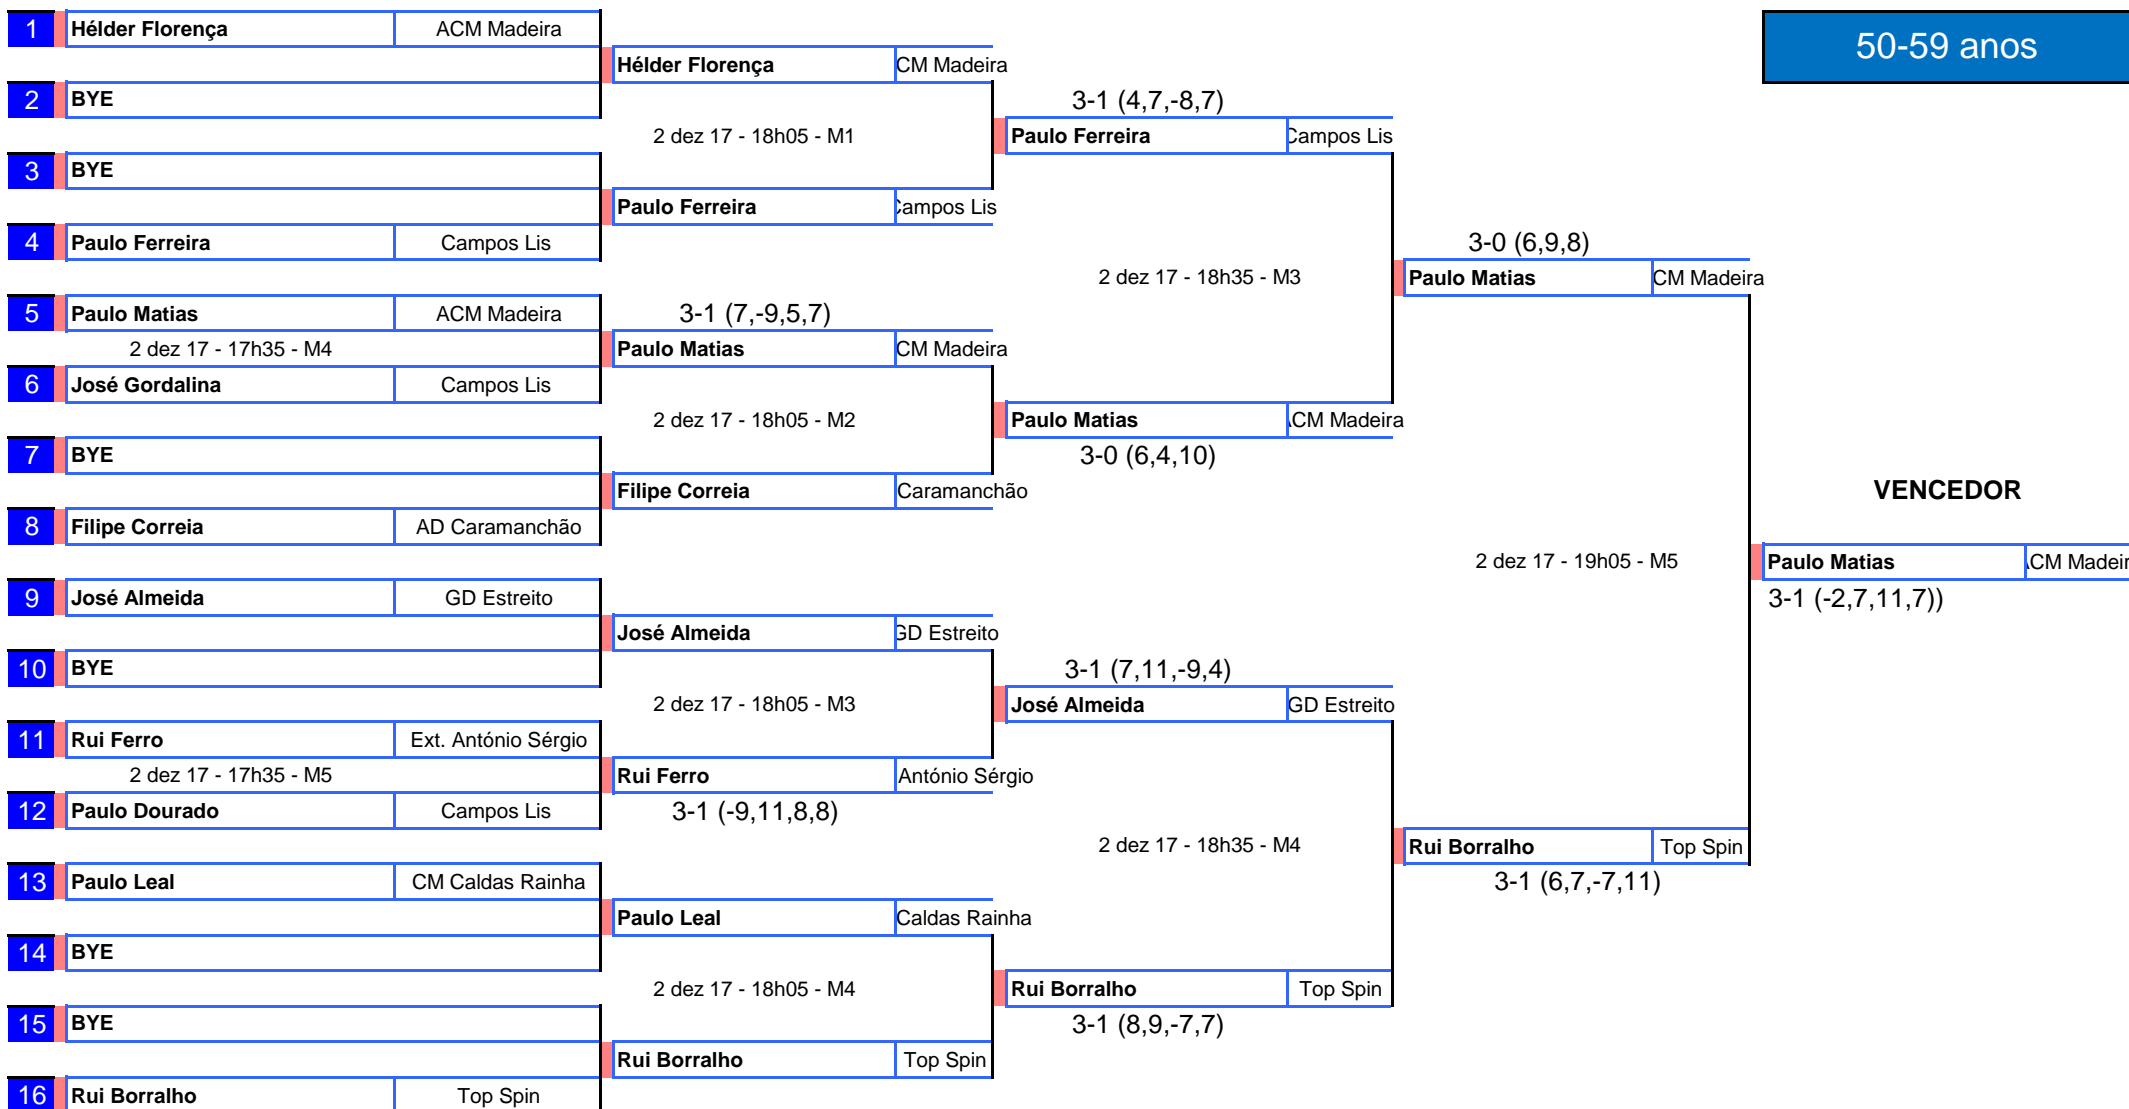 1 Hélder Florença ACM Madeira
50-59 anos
Hélder Florença CM Madeira
2 BYE
3-1 (4,7,-8,7)
2 dez 17 - 18h05 - M1
Paulo Ferreira Campos Lis
3 BYE
Paulo Ferreira Campos Lis
4 Paulo Ferreira Campos Lis
3-0 (6,9,8)
2 dez 17 - 18h35 - M3
Paulo Matias CM Madeira
5 Paulo Matias ACM Madeira
3-1 (7,-9,5,7)
2 dez 17 - 17h35 - M4
Paulo Matias CM Madeira
6 José Gordalina Campos Lis
2 dez 17 - 18h05 - M2
Paulo Matias CM Madeira
7 BYE
3-0 (6,4,10)
Filipe Correia Caramanchão
VENCEDOR
8 Filipe Correia AD Caramanchão
2 dez 17 - 19h05 - M5
Paulo Matias CM Madeir
9 José Almeida GD Estreito
3-1 (-2,7,11,7))
José Almeida GD Estreito
10 BYE
3-1 (7,11,-9,4)
2 dez 17 - 18h05 - M3
José Almeida GD Estreito
11 Rui Ferro Ext. António Sérgio
2 dez 17 - 17h35 - M5
Rui Ferro António Sérgio
12 Paulo Dourado Campos Lis
3-1 (-9,11,8,8)
2 dez 17 - 18h35 - M4
Rui Borralho Top Spin
13 Paulo Leal CM Caldas Rainha
3-1 (6,7,-7,11)
Paulo Leal Caldas Rainha
14 BYE
2 dez 17 - 18h05 - M4
Rui Borralho Top Spin
15 BYE
3-1 (8,9,-7,7)
Rui Borralho Top Spin
16 Rui Borralho Top Spin